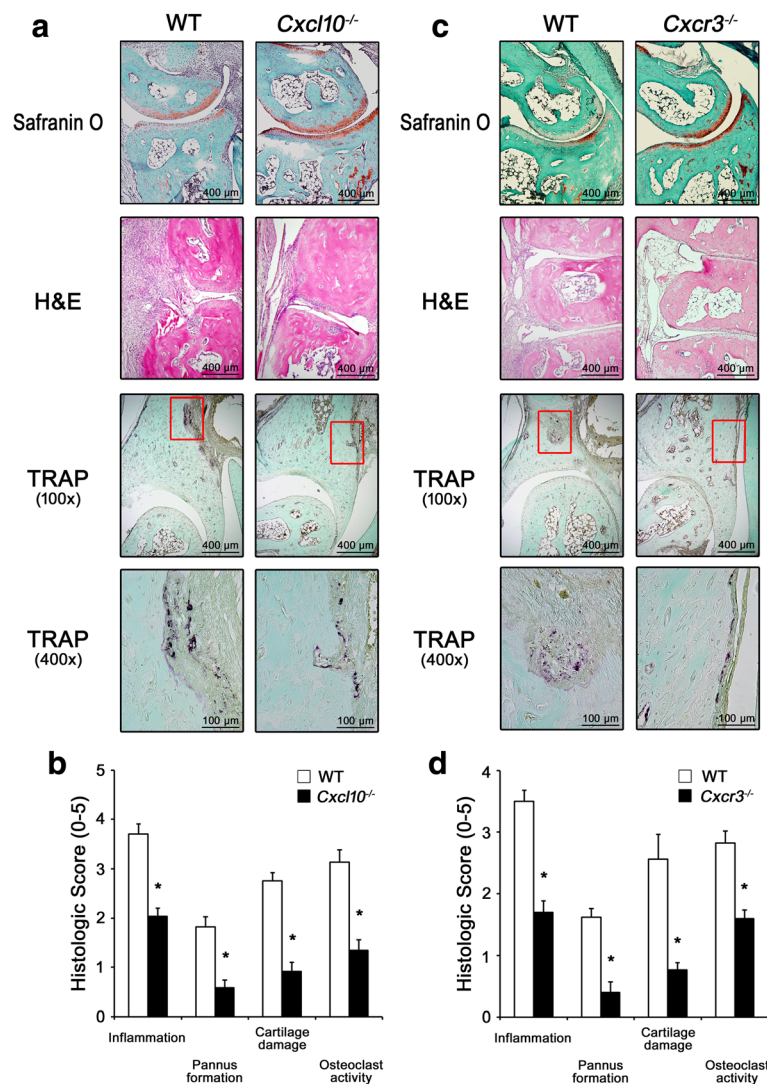 a
WT
Cxcl10-/-
Safranin O
400 µm
400 µm
H&E
400 µm
400 µm
TRAP
(100x)
400 µm
400 µm
TRAP
(400x)
100 µm
100 µm
c
WT
Cxcr3-/-
Safranin O
400 µm
400 µm
H&E
400 µm
400 µm
TRAP
(100x)
400 µm
400 µm
TRAP
(400x)
100 µm
100 µm
b
Histologic Score (0-5)
5
4
3
2
1
0
WT
Cxcl10-/-
*
*
*
*
Inflammation
Pannus
formation
Cartilage
damage
Osteoclast
activity
d
Histologic Score (0-5)
4
3
2
1
0
WT
Cxcr3-/-
*
*
*
*
Inflammation
Pannus
formation
Cartilage
damage
Osteoclast
activity